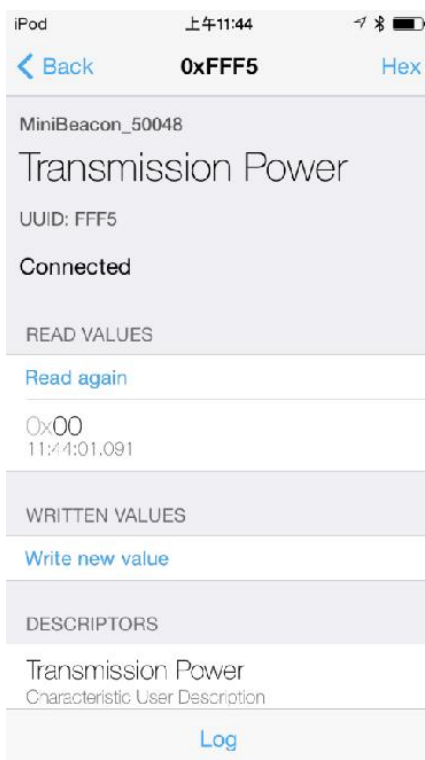 iPod 上午11:44
Back 0xFFF5 Hex
MiniBeacon_50048
Transmission Power
UUID: FFF5
Connected
READ VALUES
Read again
0x00
11:44:01.091
WRITTEN VALUES
Write new value
DESCRIPTORS
Transmission Power
Characteristic User Description
Log